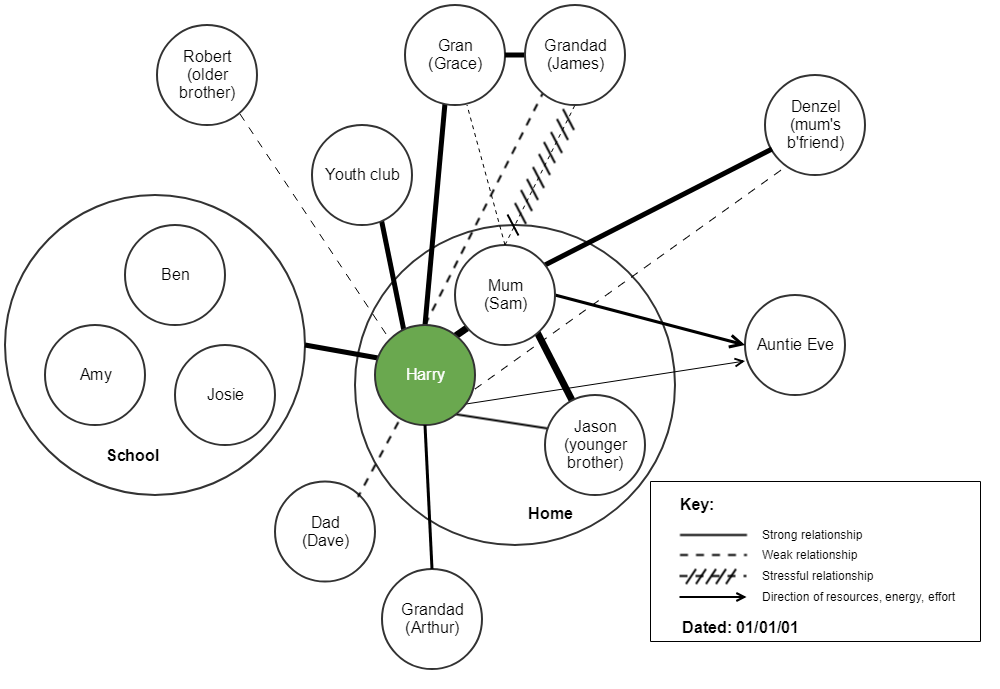 Robert
(older
brother)
Gran
(Grace)
Grandad
(James)
Denzel
(mum's
b'friend)
Youth club
Ben
Amy
Josie
School
Mum
(Sam)
Auntie Eve
Harry
Jason
(younger
brother)
Home
Dad
(Dave)
Grandad
(Arthur)
Key:
Strong relationship
Weak relationship
Stressful relationship
Direction of resources, energy, effort
Dated: 01/01/01